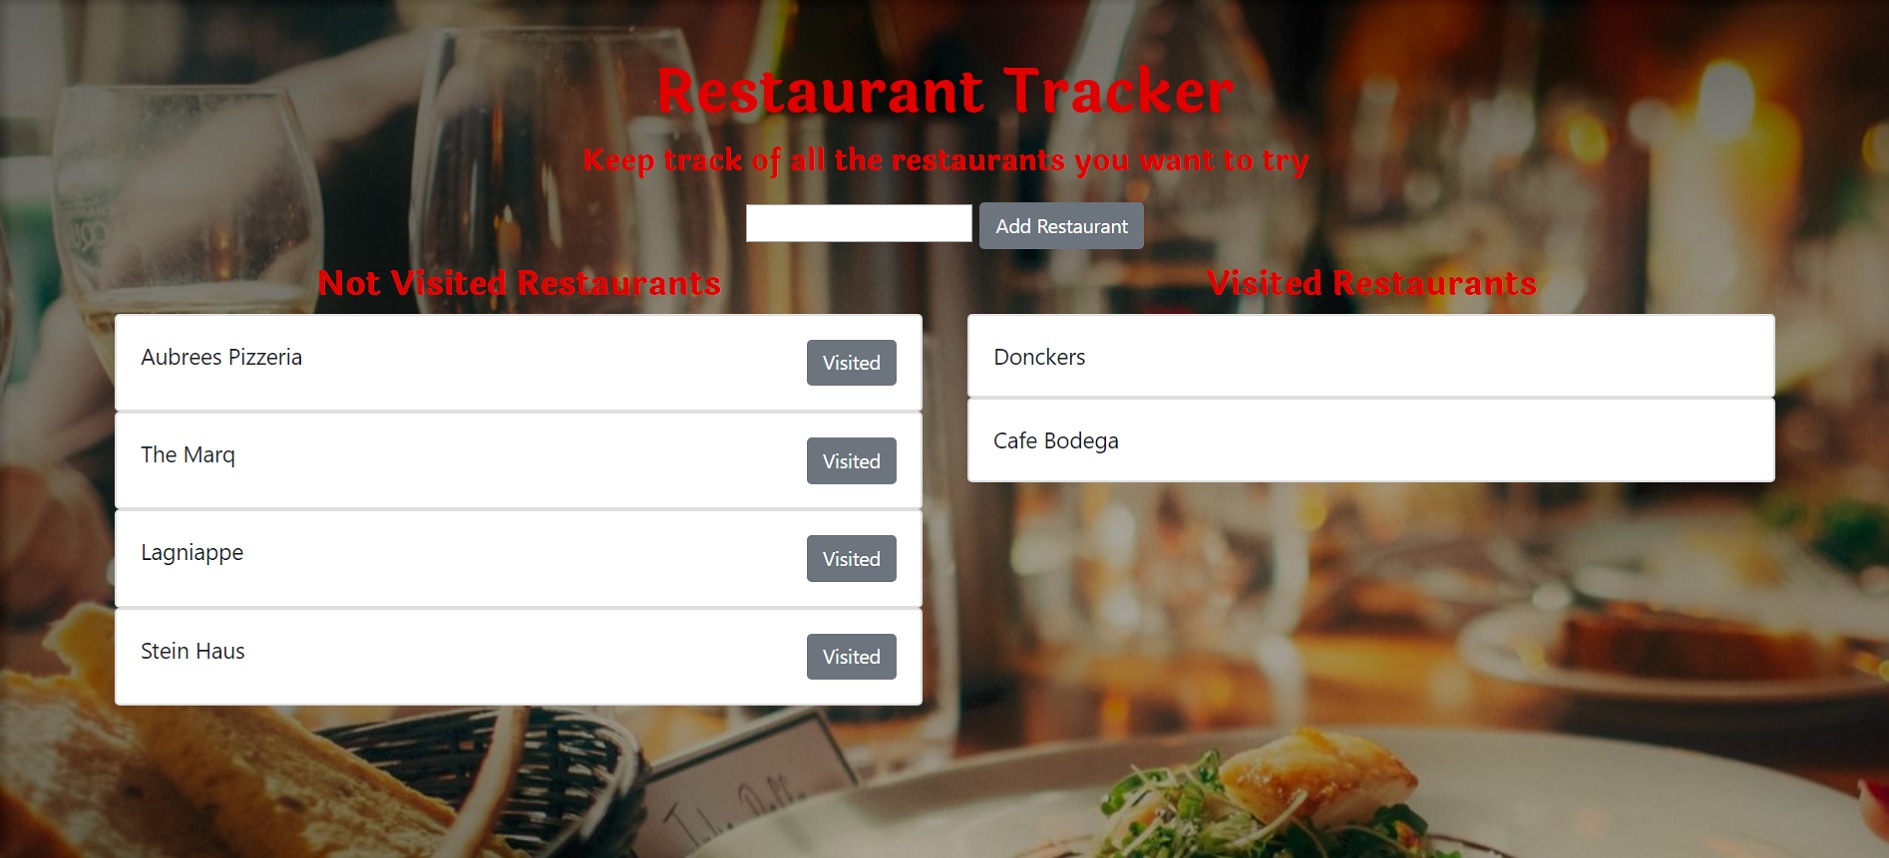 Restaurant Tracker
Keep track of all the restaurants you want to try
Add Restaurant
Not Visited Restaurants
Aubrees Pizzeria
Visited
The Marq
Visited
Lagniappe
Visited
Stein Haus
Visited
Visited Restaurants
Donckers
Cafe Bodega